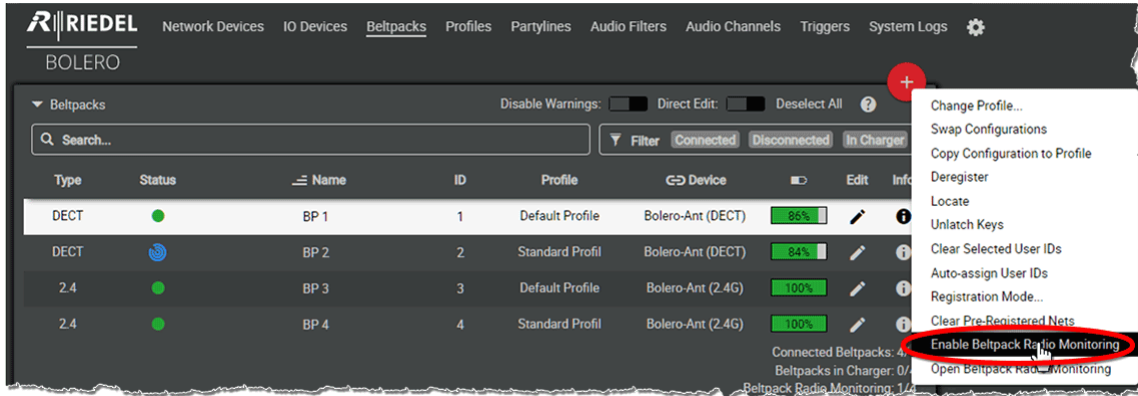 RIEDEL Network Devices IO Devices Beltpacks Profiles Partylines Audio Filters Audio Channels Triggers System Logs
BOLERO
Beltpacks Disable Warnings: Direct Edit: Deselect All ?
Search... Filter Connected Disconnected In Charger
Type Status Name ID Profile Device Edit Info
DECT BP 1 1 Default Profile Bolero-Ant (DECT) 86%
DECT BP 2 2 Standard Profil Bolero-Ant (DECT) 84%
2.4 BP 3 3 Default Profile Bolero-Ant (2.4G) 100%
2.4 BP 4 4 Standard Profil Bolero-Ant (2.4G) 100%
Connected Beltpacks: 4/
Beltpacks in Charger: 0/4
Beltpack Radio Monitoring: 1/4
+
Change Profile...
Swap Configurations
Copy Configuration to Profile
Deregister
Locate
Unlatch Keys
Clear Selected User IDs
Auto-assign User IDs
Registration Mode...
Clear Pre-Registered Nets
Enable Beltpack Radio Monitoring
Open Beltpack Radio Monitoring